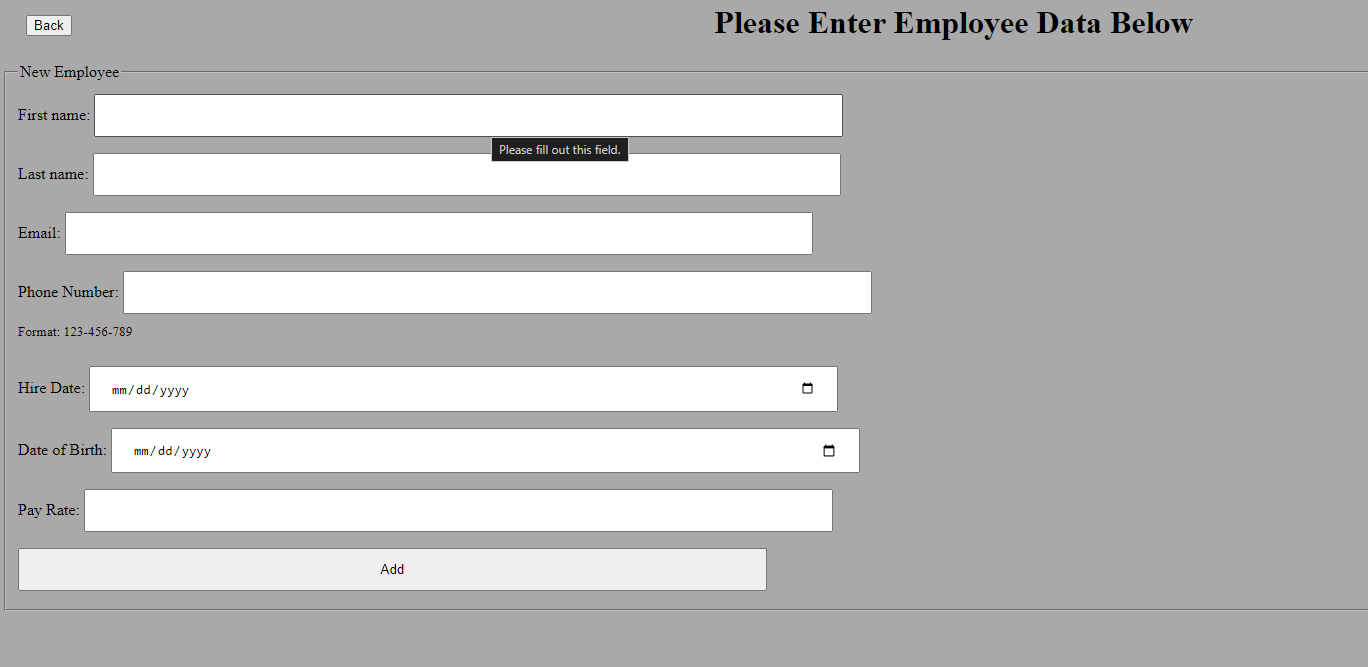 Back
Please Enter Employee Data Below
New Employee
First name:
Please fill out this field.
Last name:
Email:
Phone Number:
Format: 123-456-789
Hire Date: mm/dd/yyyy
Date of Birth: mm/dd/yyyy
Pay Rate:
Add